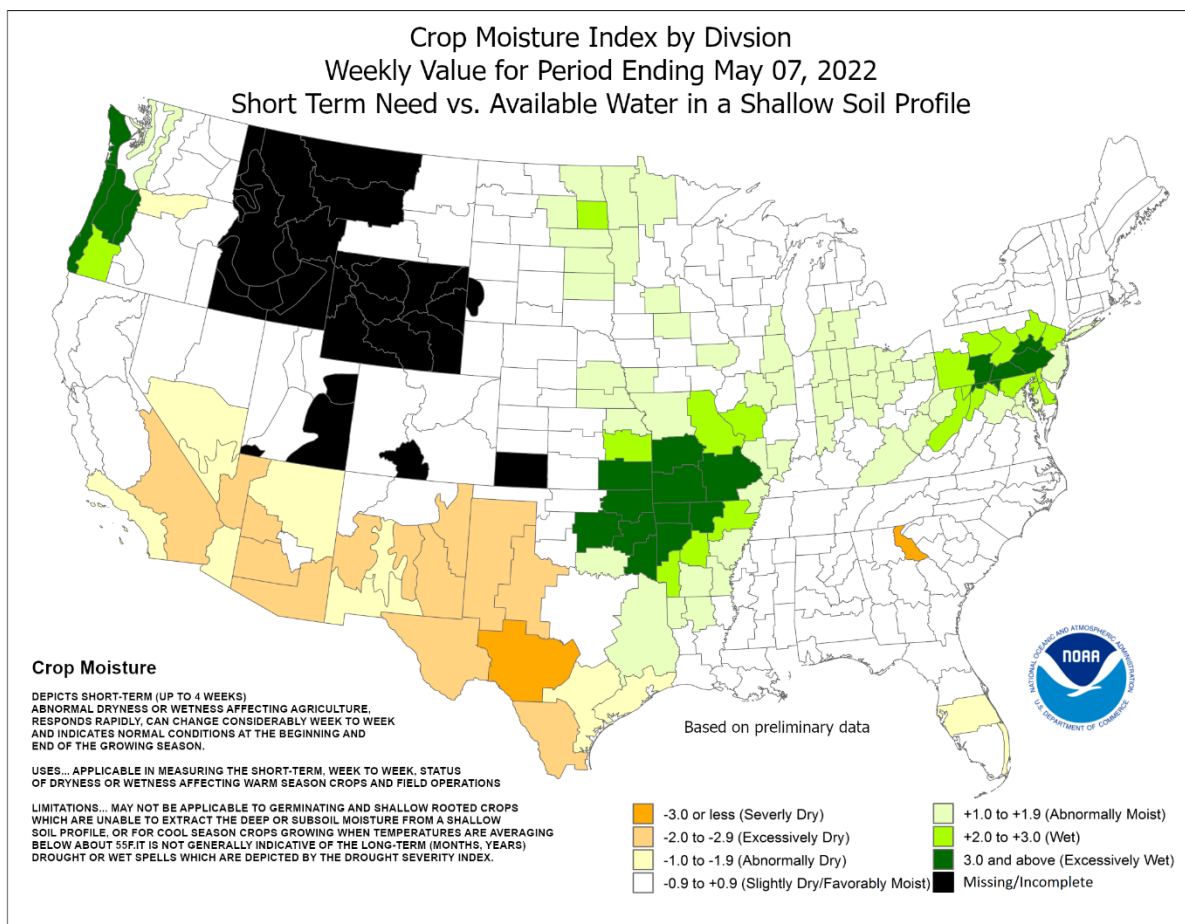 Crop Moisture Index by Divsion
Weekly Value for Period Ending May 07, 2022
Short Term Need vs. Available Water in a Shallow Soil Profile
Crop Moisture
DEPICTS SHORT-TERM (UP TO 4 WEEKS)
ABNORMAL DRYNESS OR WETNESS AFFECTING AGRICULTURE,
RESPONDS RAPIDLY, CAN CHANGE CONSIDERABLY WEEK TO WEEK
AND INDICATES NORMAL CONDITIONS AT THE BEGINNING AND
END OF THE GROWING SEASON.
USES... APPLICABLE IN MEASURING THE SHORT-TERM, WEEK TO WEEK, STATUS
OF DRYNESS OR WETNESS AFFECTING WARM SEASON CROPS AND FIELD OPERATIONS
LIMITATIONS... MAY NOT BE APPLICABLE TO GERMINATING AND SHALLOW ROOTED CROPS
WHICH ARE UNABLE TO EXTRACT THE DEEP OR SUBSOIL MOISTURE FROM A SHALLOW
SOIL PROFILE, OR FOR COOL SEASON CROPS GROWING WHEN TEMPERATURES ARE AVERAGING
BELOW ABOUT 55F.IT IS NOT GENERALLY INDICATIVE OF THE LONG-TERM (MONTHS, YEARS)
DROUGHT OR WET SPELLS WHICH ARE DEPICTED BY THE DROUGHT SEVERITY INDEX.
Based on preliminary data
NATIONAL OCEANIC AND ATMOSPHERIC ADMINISTRATION
NOAA
U.S. DEPARTMENT OF COMMERCE
-3.0 or less (Severly Dry)
-2.0 to -2.9 (Excessively Dry)
-1.0 to -1.9 (Abnormally Dry)
-0.9 to +0.9 (Slightly Dry/Favorably Moist)
+1.0 to +1.9 (Abnormally Moist)
+2.0 to +3.0 (Wet)
3.0 and above (Excessively Wet)
Missing/Incomplete